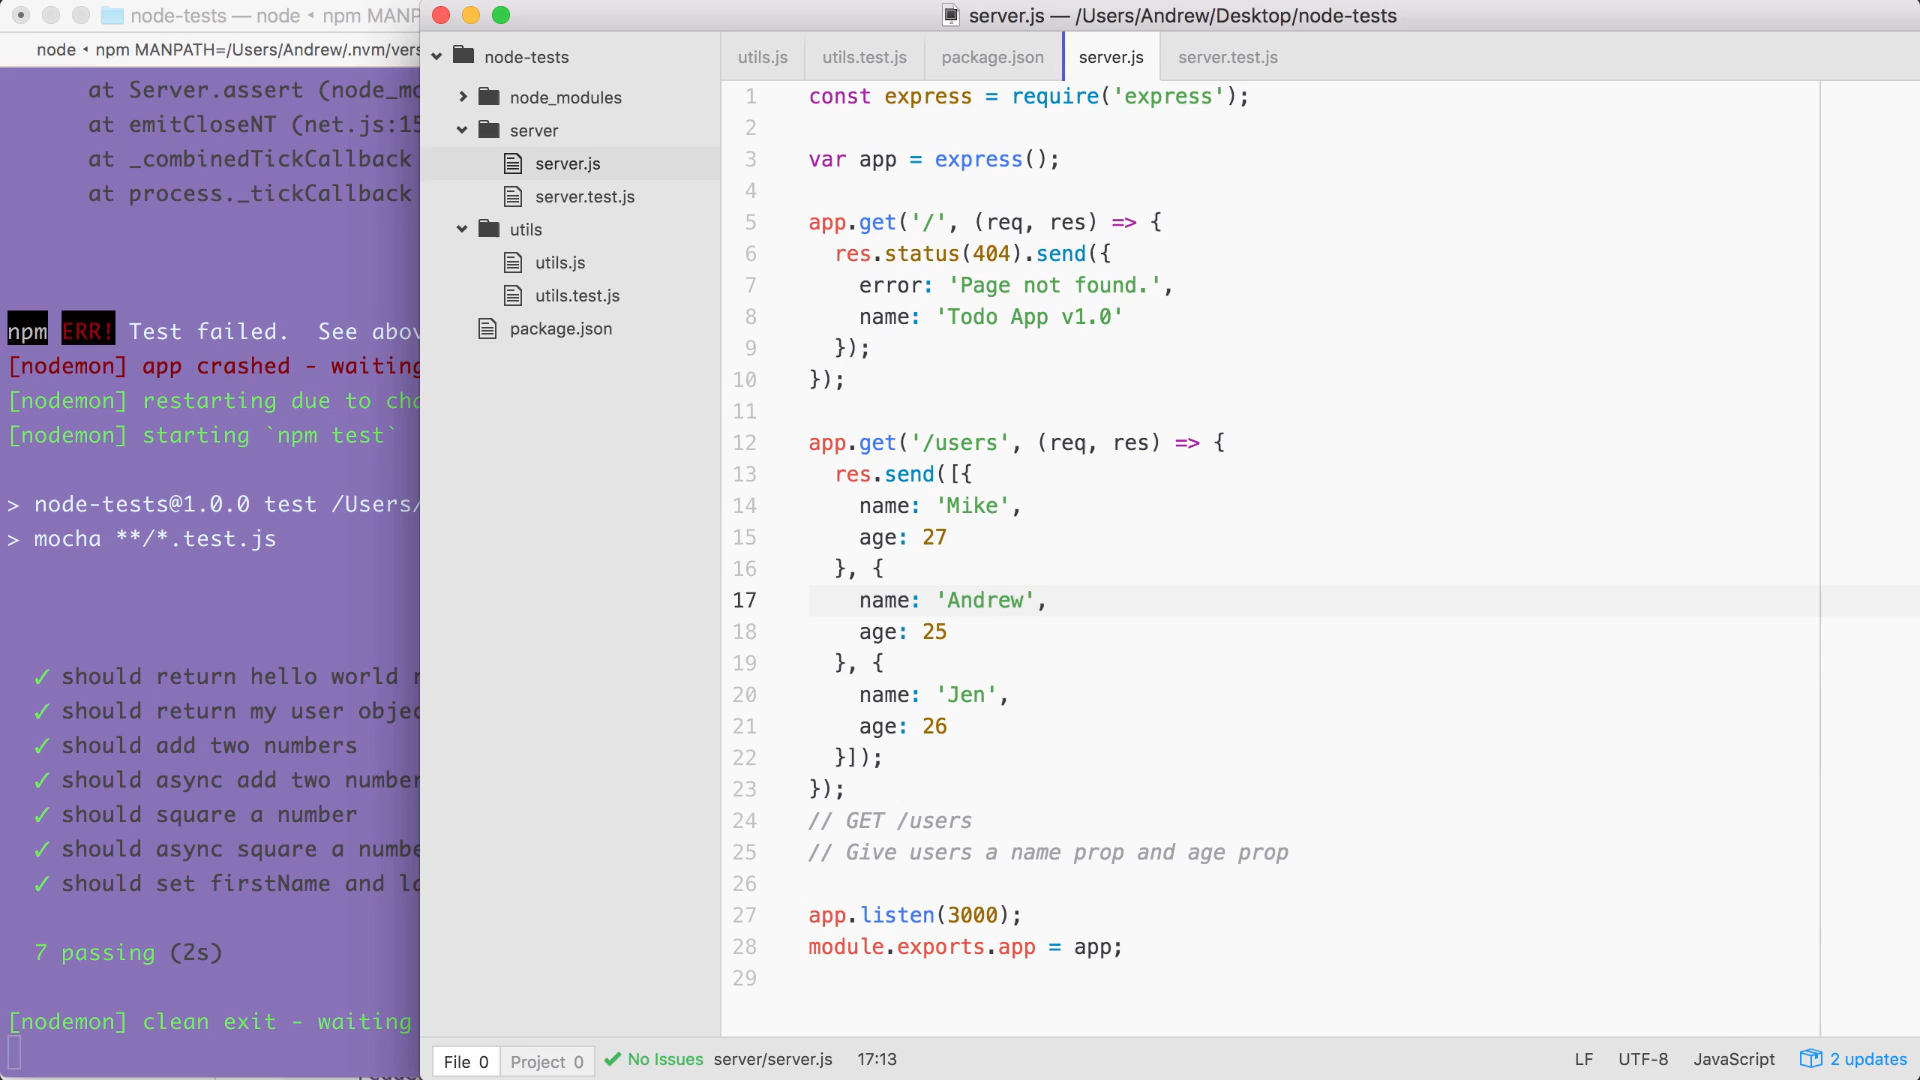 node-tests — node ◂ npm MANP
node ◂ npm MANPATH=/Users/Andrew/.nvm/vers
at Server.assert (node_mo
at emitCloseNT (net.js:15
at _combinedTickCallback
at process._tickCallback
npm ERR! Test failed.  See abov
[nodemon] app crashed - waiting
[nodemon] restarting due to cha
[nodemon] starting `npm test`
> node-tests@1.0.0 test /Users/
> mocha **/*.test.js
✓ should return hello world r
✓ should return my user objec
✓ should add two numbers
✓ should async add two number
✓ should square a number
✓ should async square a numbe
✓ should set firstName and la
7 passing (2s)
[nodemon] clean exit - waiting
server.js — /Users/Andrew/Desktop/node-tests
node-tests
node_modules
server
server.js
server.test.js
utils
utils.js
utils.test.js
package.json
utils.js utils.test.js package.json server.js server.test.js
1 const express = require('express');
2
3 var app = express();
4
5 app.get('/', (req, res) => {
6   res.status(404).send({
7     error: 'Page not found.',
8     name: 'Todo App v1.0'
9   });
10 });
11
12 app.get('/users', (req, res) => {
13   res.send([{
14     name: 'Mike',
15     age: 27
16   }, {
17     name: 'Andrew',
18     age: 25
19   }, {
20     name: 'Jen',
21     age: 26
22   }]);
23 });
24 // GET /users
25 // Give users a name prop and age prop
26
27 app.listen(3000);
28 module.exports.app = app;
29
File 0 Project 0 ✓ No Issues server/server.js 17:13 LF UTF-8 JavaScript 2 updates